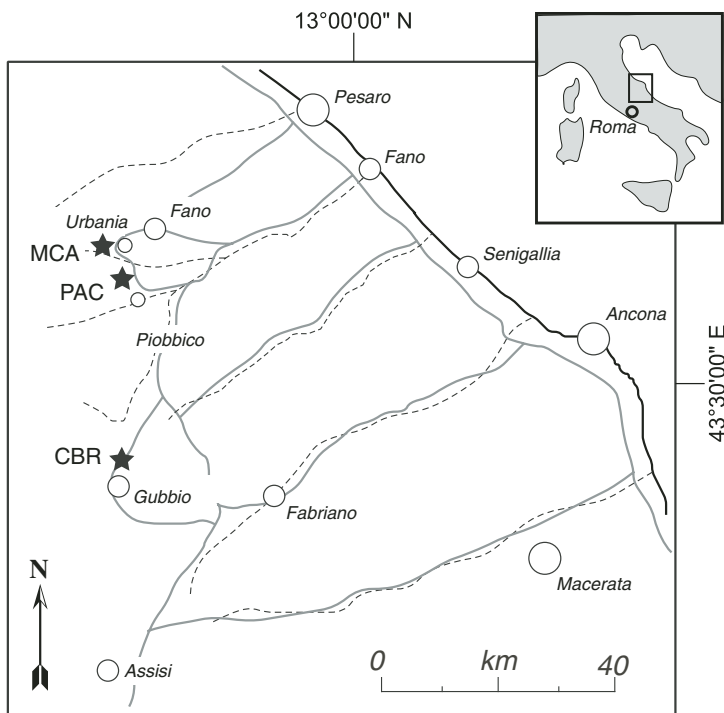 13°00'00" N
Pesaro
Roma
Fano
Urbania
Fano
MCA
Senigallia
PAC
Ancona
Piobbico
43°30'00" E
CBR
Gubbio
Fabriano
N
Macerata
Assisi
0 km 40